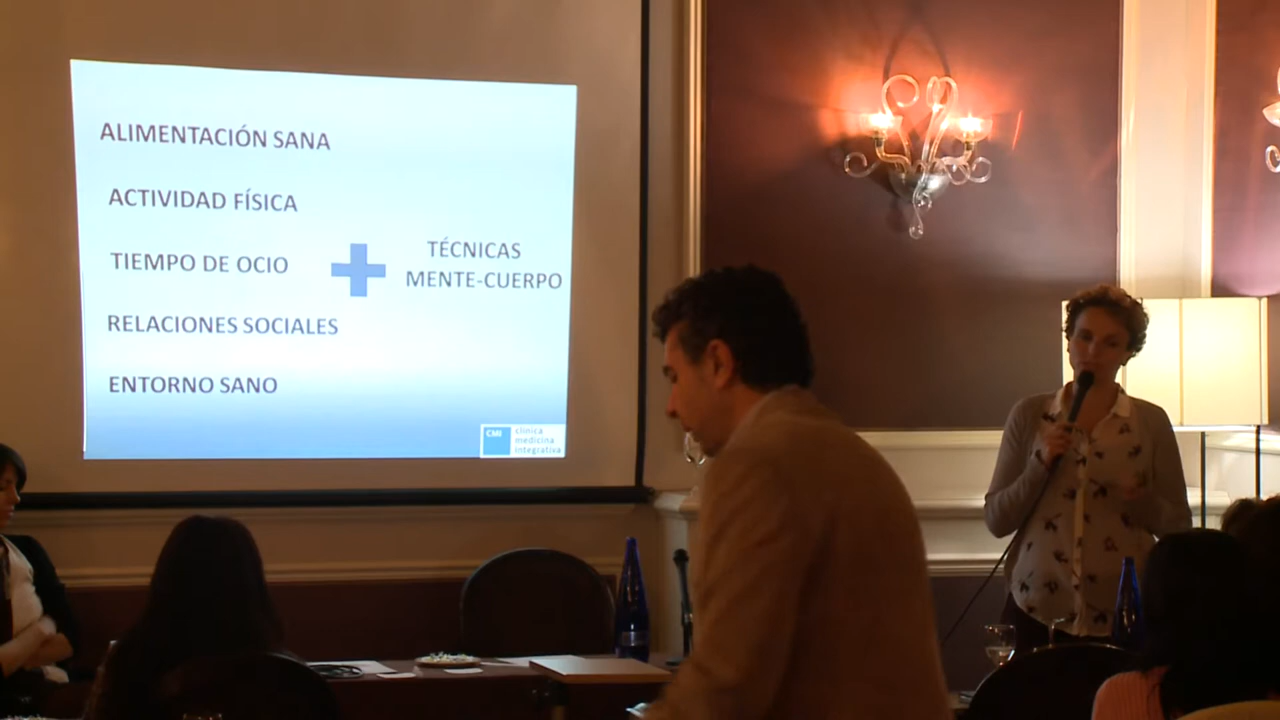 ALIMENTACIÓN SANA
ACTIVIDAD FÍSICA
TIEMPO DE OCIO
RELACIONES SOCIALES
ENTORNO SANO
TÉCNICAS
MENTE-CUERPO
CMI
clínica
medicina
integrativa